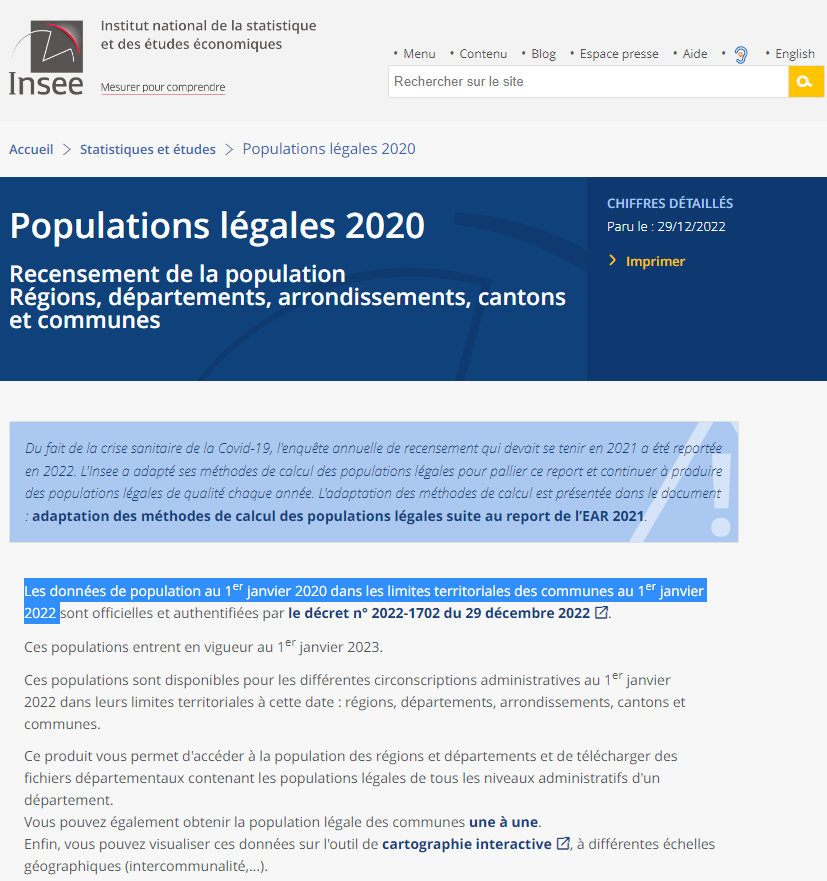 Institut national de la statistique
et des études économiques
Insee
Mesurer pour comprendre
• Menu • Contenu • Blog • Espace presse • Aide • • English
Rechercher sur le site
Accueil > Statistiques et études > Populations légales 2020
Populations légales 2020
Recensement de la population
Régions, départements, arrondissements, cantons
et communes
CHIFFRES DÉTAILLÉS
Paru le : 29/12/2022
Imprimer
Du fait de la crise sanitaire de la Covid-19, l'enquête annuelle de recensement qui devait se tenir en 2021 a été reportée
en 2022. L'Insee a adapté ses méthodes de calcul des populations légales pour pallier ce report et continuer à produire
des populations légales de qualité chaque année. L'adaptation des méthodes de calcul est présentée dans le document
: adaptation des méthodes de calcul des populations légales suite au report de l’EAR 2021.
Les données de population au 1er janvier 2020 dans les limites territoriales des communes au 1er janvier
2022 sont officielles et authentifiées par le décret n° 2022-1702 du 29 décembre 2022.
Ces populations entrent en vigueur au 1er janvier 2023.
Ces populations sont disponibles pour les différentes circonscriptions administratives au 1er janvier
2022 dans leurs limites territoriales à cette date : régions, départements, arrondissements, cantons et
communes.
Ce produit vous permet d'accéder à la population des régions et départements et de télécharger des
fichiers départementaux contenant les populations légales de tous les niveaux administratifs d'un
département.
Vous pouvez également obtenir la population légale des communes une à une.
Enfin, vous pouvez visualiser ces données sur l'outil de cartographie interactive, à différentes échelles
géographiques (intercommunalité,...).